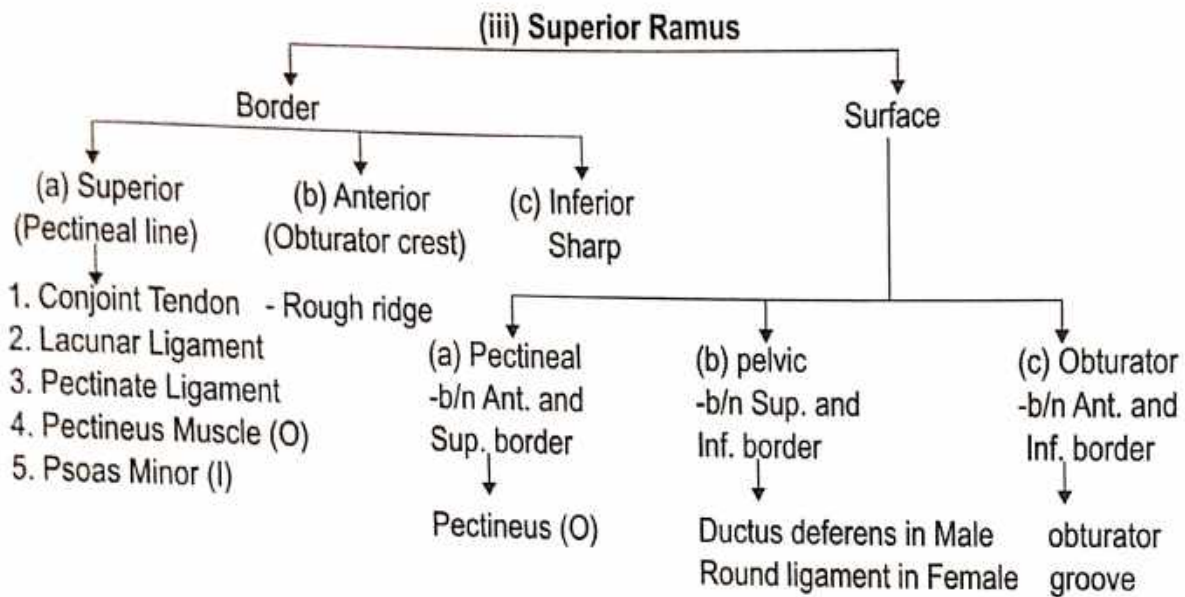 (iii) Superior Ramus
Border
Surface
(a) Superior
(Pectineal line)
(b) Anterior
(Obturator crest)
(c) Inferior
Sharp
1. Conjoint Tendon - Rough ridge
2. Lacunar Ligament
3. Pectinate Ligament
4. Pectineus Muscle (O)
5. Psoas Minor (I)
(a) Pectineal
-b/n Ant. and
Sup. border
Pectineus (O)
(b) pelvic
-b/n Sup. and
Inf. border
Ductus deferens in Male
Round ligament in Female
(c) Obturator
-b/n Ant. and
Inf. border
obturator
groove